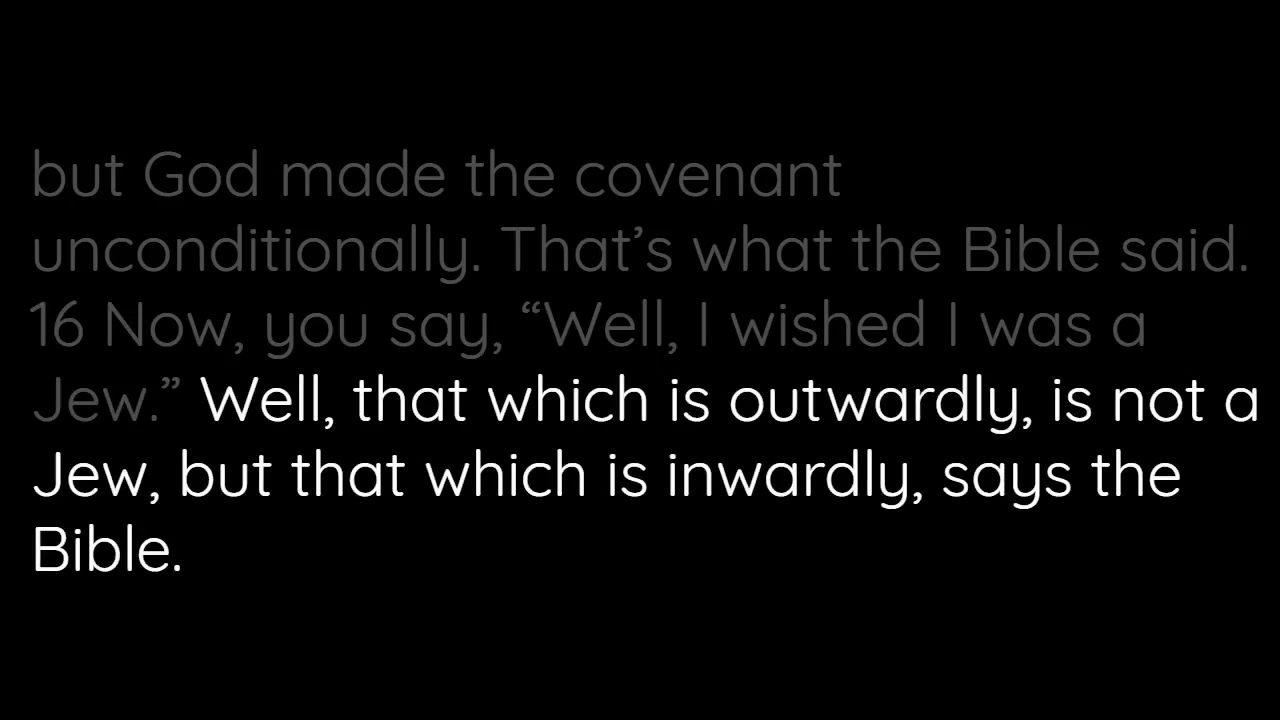 but God made the covenant
unconditionally. That’s what the Bible said.
16 Now, you say, “Well, I wished I was a
Jew.” Well, that which is outwardly, is not a
Jew, but that which is inwardly, says the
Bible.